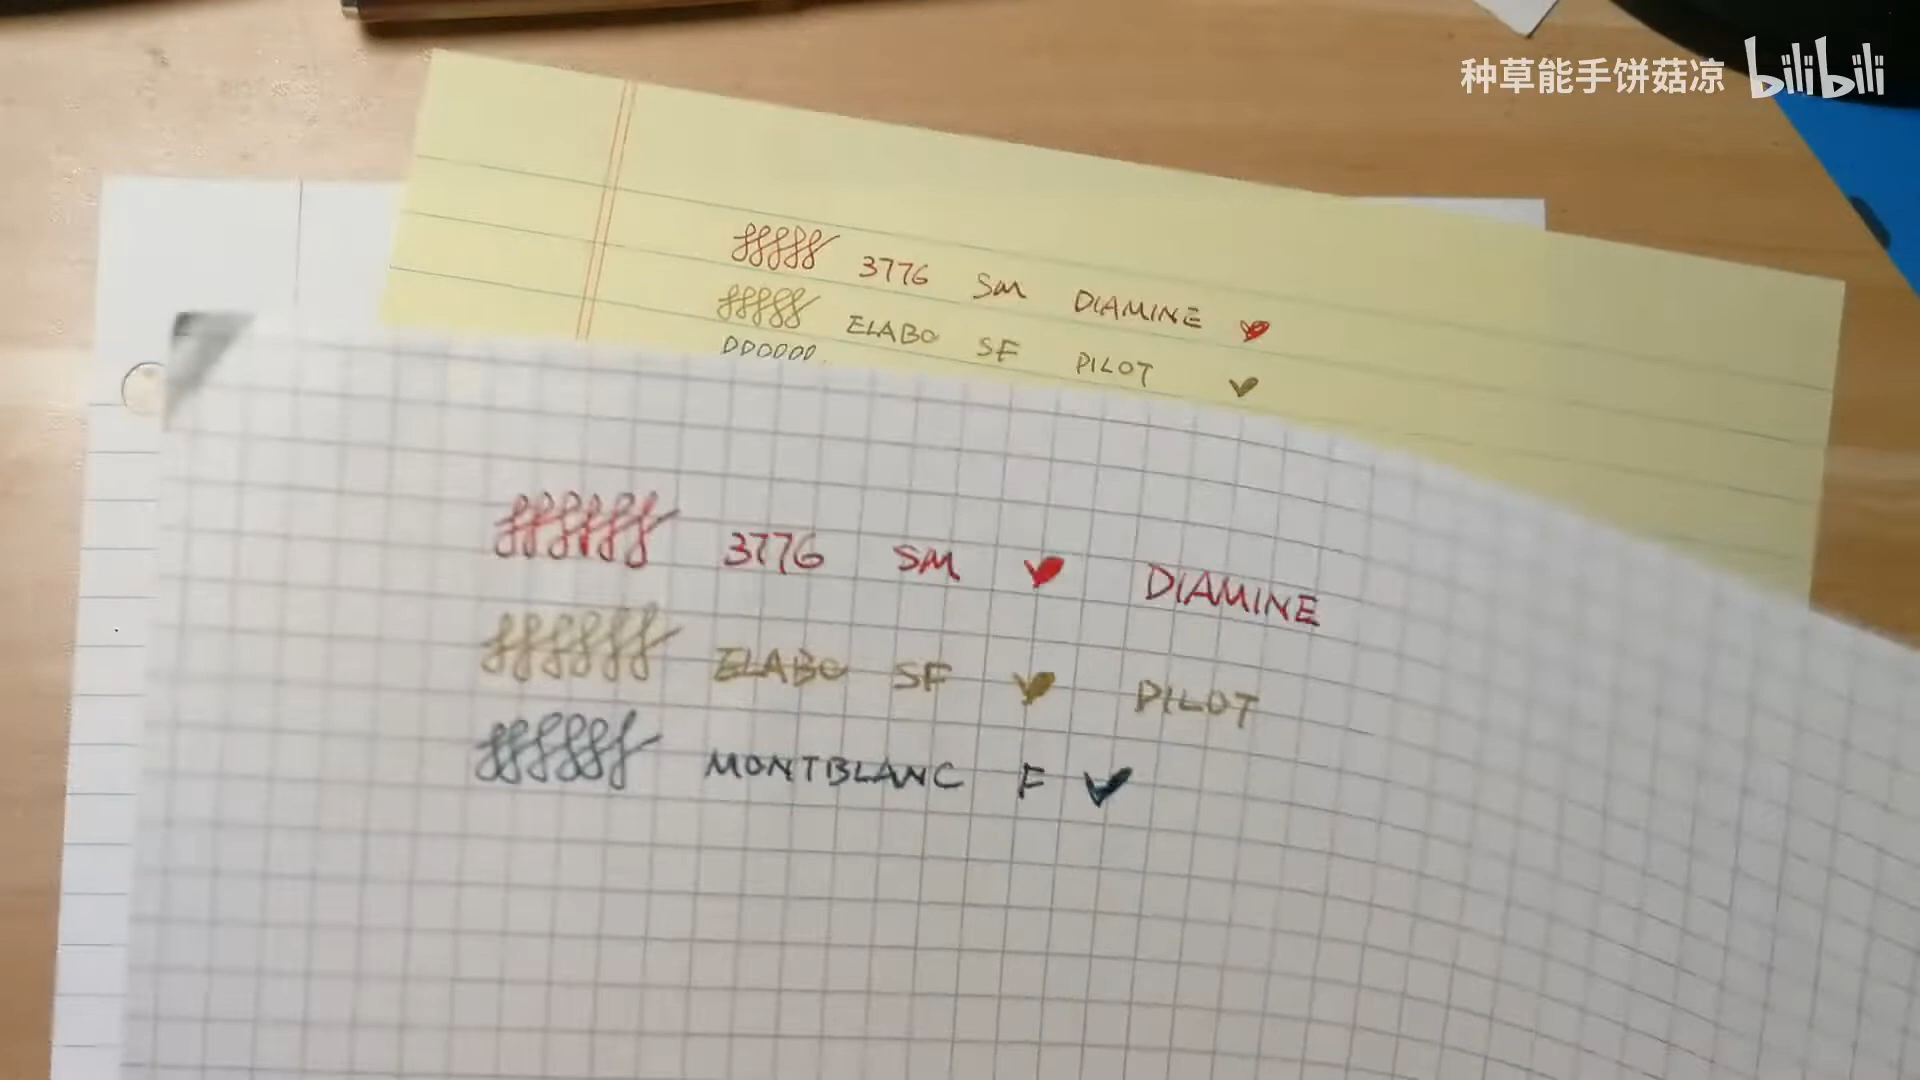 种草能手饼菇凉 bilibili
3776 SM DIAMINE
ELABO SF PILOT
3776 SM DIAMINE
ELABO SF PILOT
MONTBLANC F